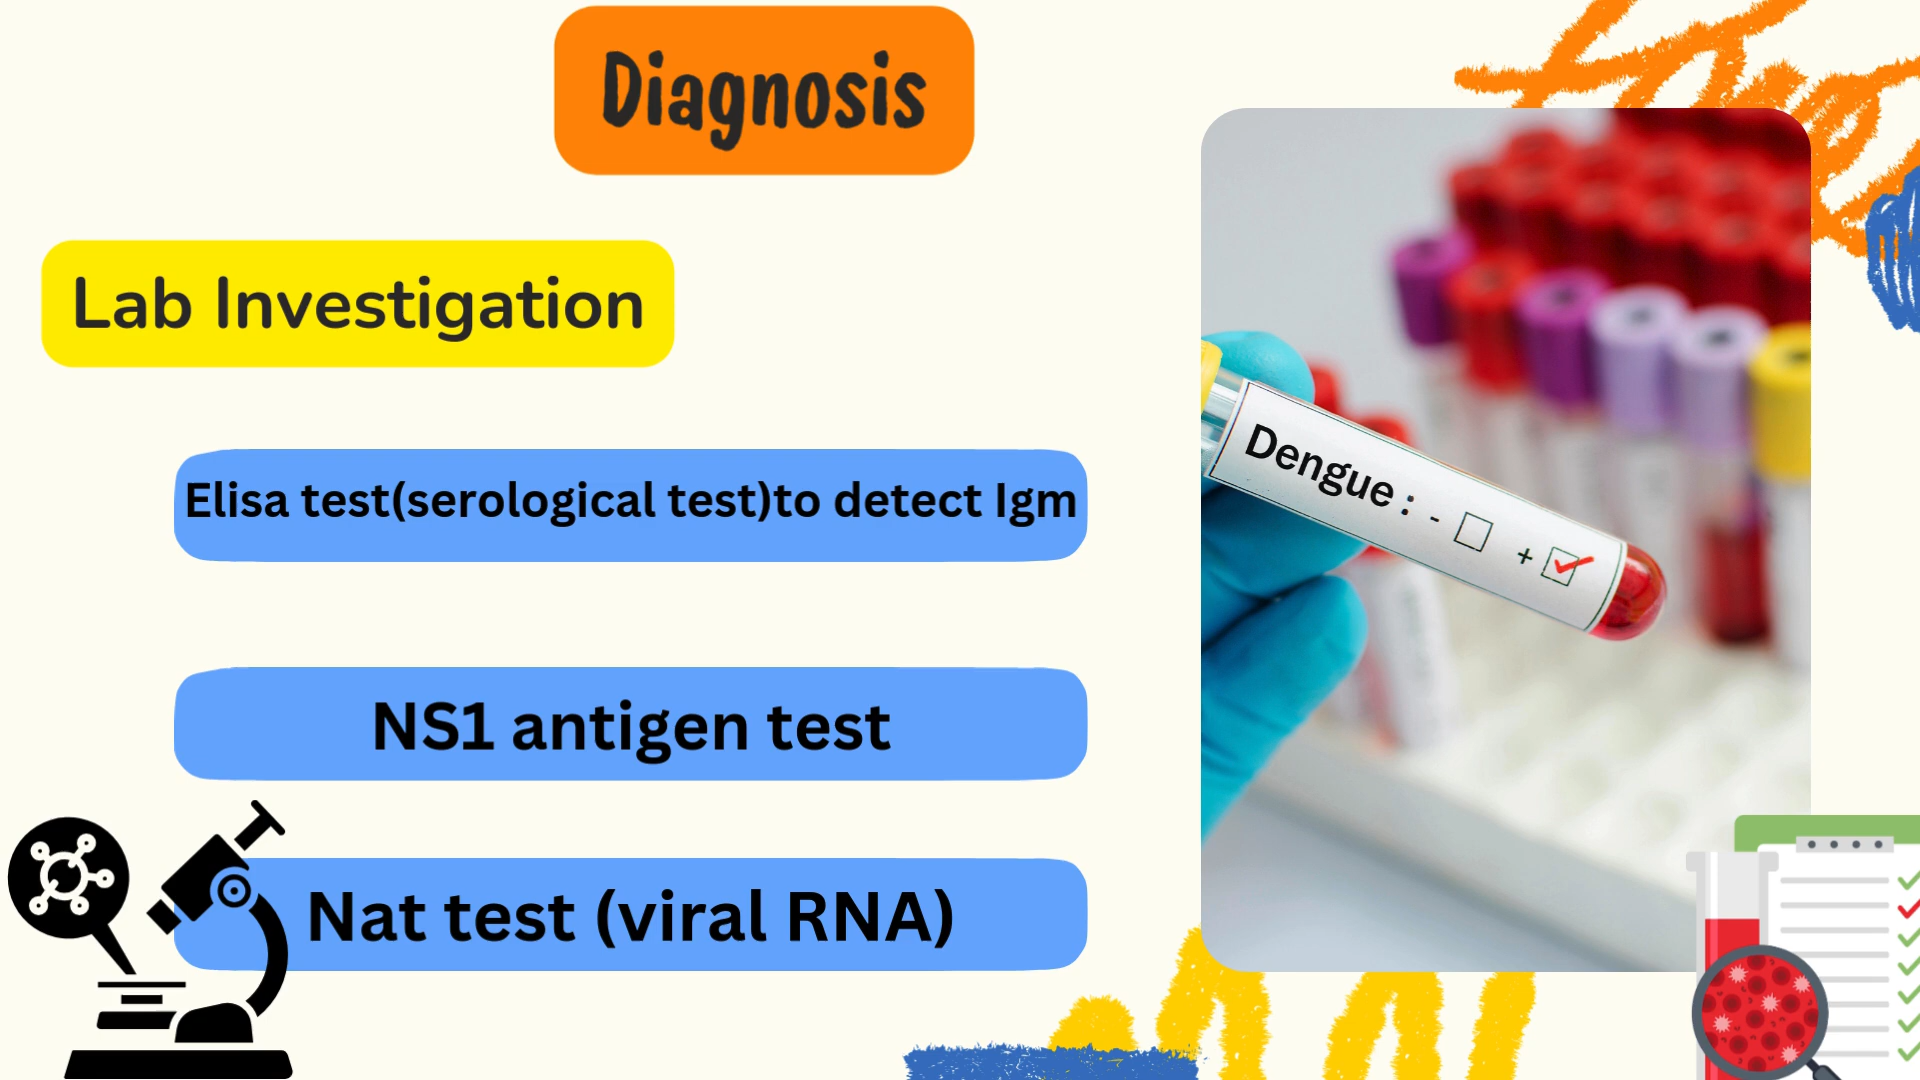 Diagnosis
Lab Investigation
Elisa test(serological test)to detect Igm
NS1 antigen test
Nat test (viral RNA)
Dengue : - +